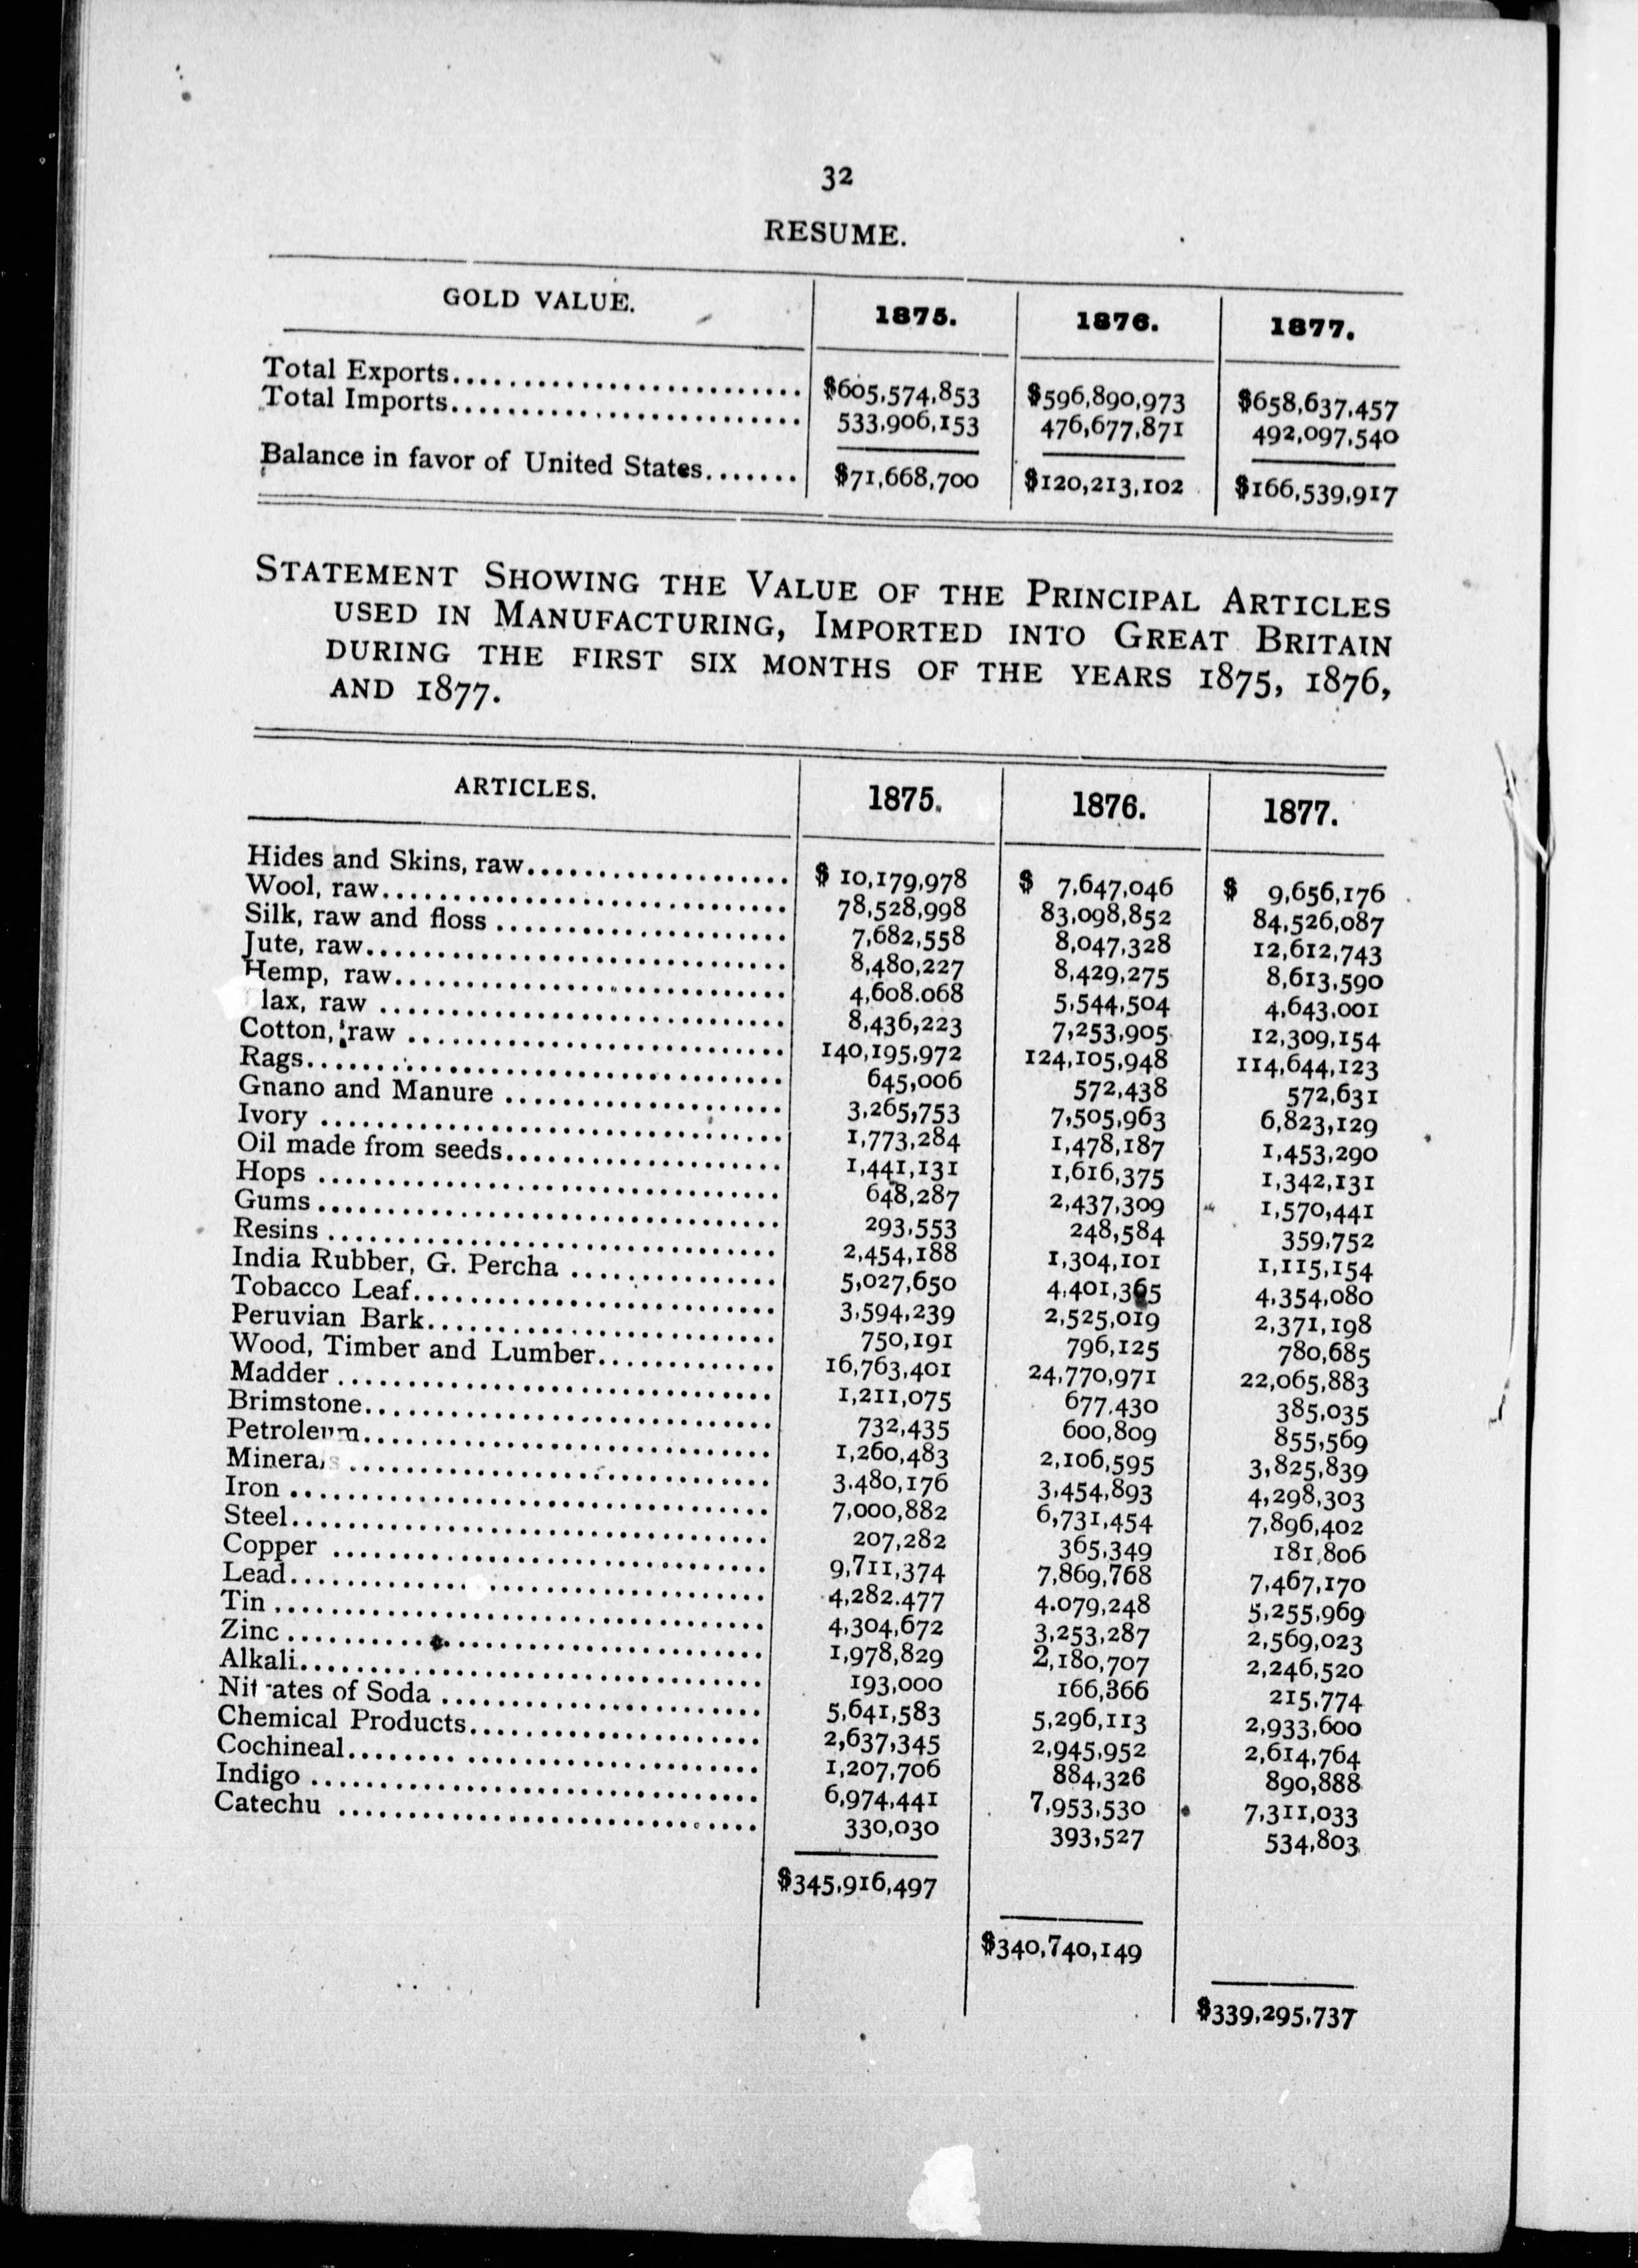 32
RESUME.
GOLD VALUE. 1875. 1876. 1877.
Total Exports.......................... $605,574,853 $596,890,973 $658,637,457
Total Imports.......................... 533,906,153 476,677,871 492,097,540
Balance in favor of United States....... $71,668,700 $120,213,102 $166,539,917
STATEMENT SHOWING THE VALUE OF THE PRINCIPAL ARTICLES
USED IN MANUFACTURING, IMPORTED INTO GREAT BRITAIN
DURING THE FIRST SIX MONTHS OF THE YEARS 1875, 1876,
AND 1877.
ARTICLES. 1875. 1876. 1877.
Hides and Skins, raw................... $ 10,179,978 $ 7,647,046 $ 9,656,176
Wool, raw............................. 78,528,998 83,098,852 84,526,087
Silk, raw and floss ..................... 7,682,558 8,047,328 12,612,743
Jute, raw.............................. 8,480,227 8,429,275 8,613,590
Hemp, raw............................ 4,608.068 5,544,504 4,643,001
lax, raw ............................. 8,436,223 7,253,905 12,309,154
Cotton, raw ........................... 140,195,972 124,105,948 114,644,123
Rags.................................. 645,006 572,438 572,631
Gnano and Manure .................... 3,265,753 7,505,963 6,823,129
Ivory ................................. 1,773,284 1,478,187 1,453,290
Oil made from seeds.................... 1,441,131 1,616,375 1,342,131
Hops ................................. 648,287 2,437,309 1,570,441
Gums ................................. 293,553 248,584 359,752
Resins ................................ 2,454,188 1,304,101 1,115,154
India Rubber, G. Percha ............... 5,027,650 4,401,365 4,354,080
Tobacco Leaf.......................... 3,594,239 2,525,019 2,371,198
Peruvian Bark......................... 750,191 796,125 780,685
Wood, Timber and Lumber............. 16,763,401 24,770,971 22,065,883
Madder ............................... 1,211,075 677,430 385,035
Brimstone............................. 732,435 600,809 855,569
Petroleum............................. 1,260,483 2,106,595 3,825,839
Minerals .............................. 3,480,176 3,454,893 4,298,303
Iron .................................. 7,000,882 6,731,454 7,896,402
Steel.................................. 207,282 365,349 181,806
Copper ............................... 9,711,374 7,869,768 7,467,170
Lead.................................. 4,282.477 4.079,248 5,255,969
Tin ................................... 4,304,672 3,253,287 2,569,023
Zinc .................................. 1,978,829 2,180,707 2,246,520
Alkali................................. 193,000 166,366 215,774
Nitrates of Soda ....................... 5,641,583 5,296,113 2,933,600
Chemical Products..................... 2,637,345 2,945,952 2,614,764
Cochineal............................. 1,207,706 884,326 890,888
Indigo ................................ 6,974,441 7,953,530 7,311,033
Catechu .............................. 330,030 393,527 534,803
$345,916,497
$340,740,149
$339,295,737